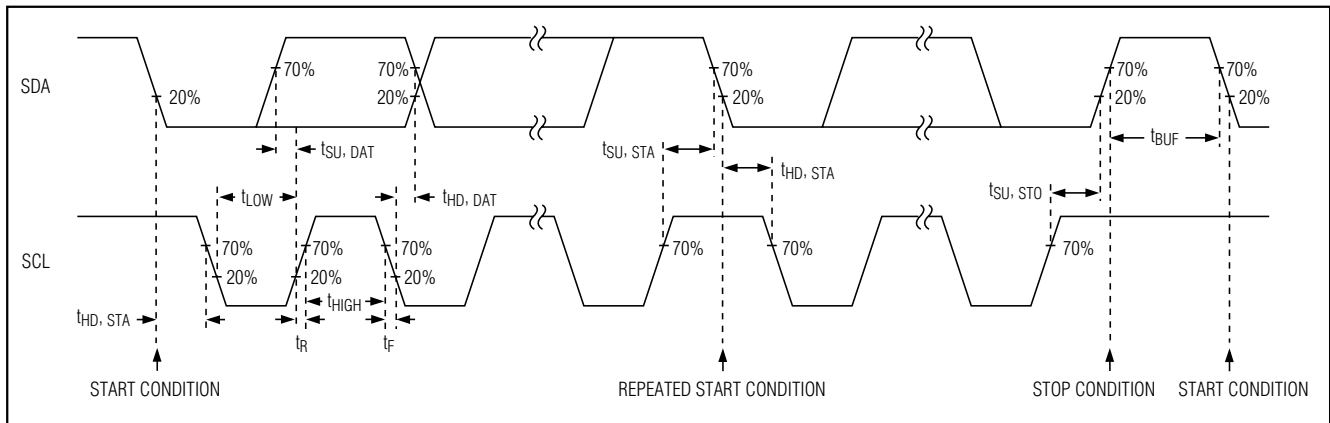 SDA
20%
70%
70%
20%
70%
20%
70%
20%
70%
20%
tSU, DAT
tLOW
tHD, DAT
tSU, STA
tHD, STA
tBUF
tSU, STO
SCL
70%
20%
70%
20%
70%
20%
70%
70%
70%
tHD, STA
tHIGH
tR
tF
START CONDITION
REPEATED START CONDITION
STOP CONDITION
START CONDITION